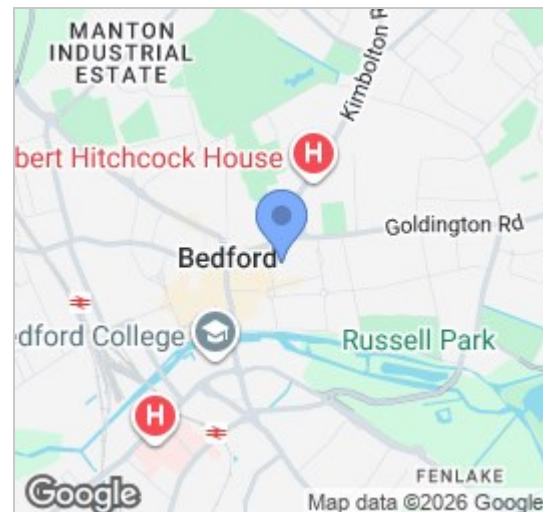 MANTON
INDUSTRIAL
ESTATE
Kimbolton R
bert Hitchcock House
H
Goldington Rd
Bedford
dford College
Russell Park
H
FENLAKE
Google
Map data ©2026 Google